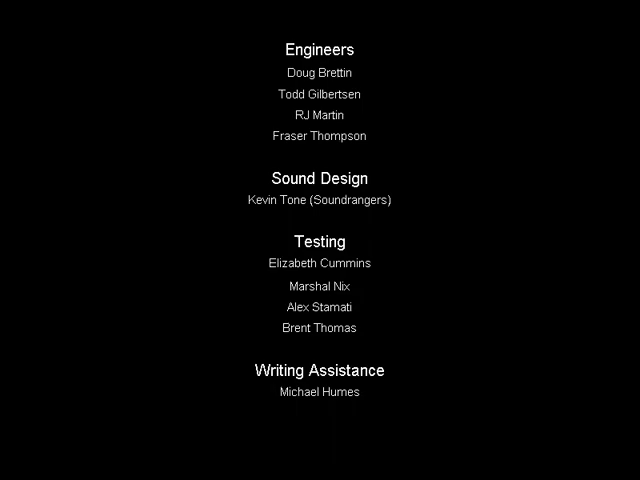 Engineers
Doug Brettin
Todd Gilbertsen
RJ Martin
Fraser Thompson
Sound Design
Kevin Tone (Soundrangers)
Testing
Elizabeth Cummins
Marshal Nix
Alex Stamati
Brent Thomas
Writing Assistance
Michael Humes